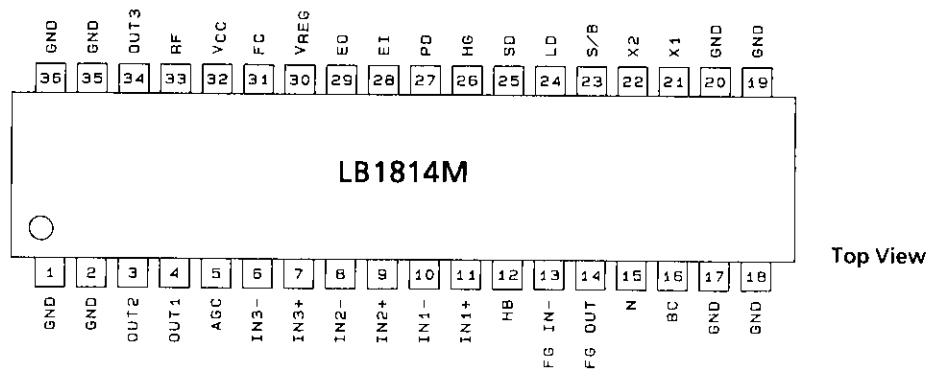 GND GND OUT3 RF VCC FC VREG EO EI PD HG SD LD S/B X2 X1 GND GND
36 35 34 33 32 31 30 29 28 27 26 25 24 23 22 21 20 19
LB1814M
Top View
1 2 3 4 5 6 7 8 9 10 11 12 13 14 15 16 17 18
GND GND OUT2 OUT1 AGC IN3- IN3+ IN2- IN2+ IN1- IN1+ HB FG IN- FG OUT N BC GND GND